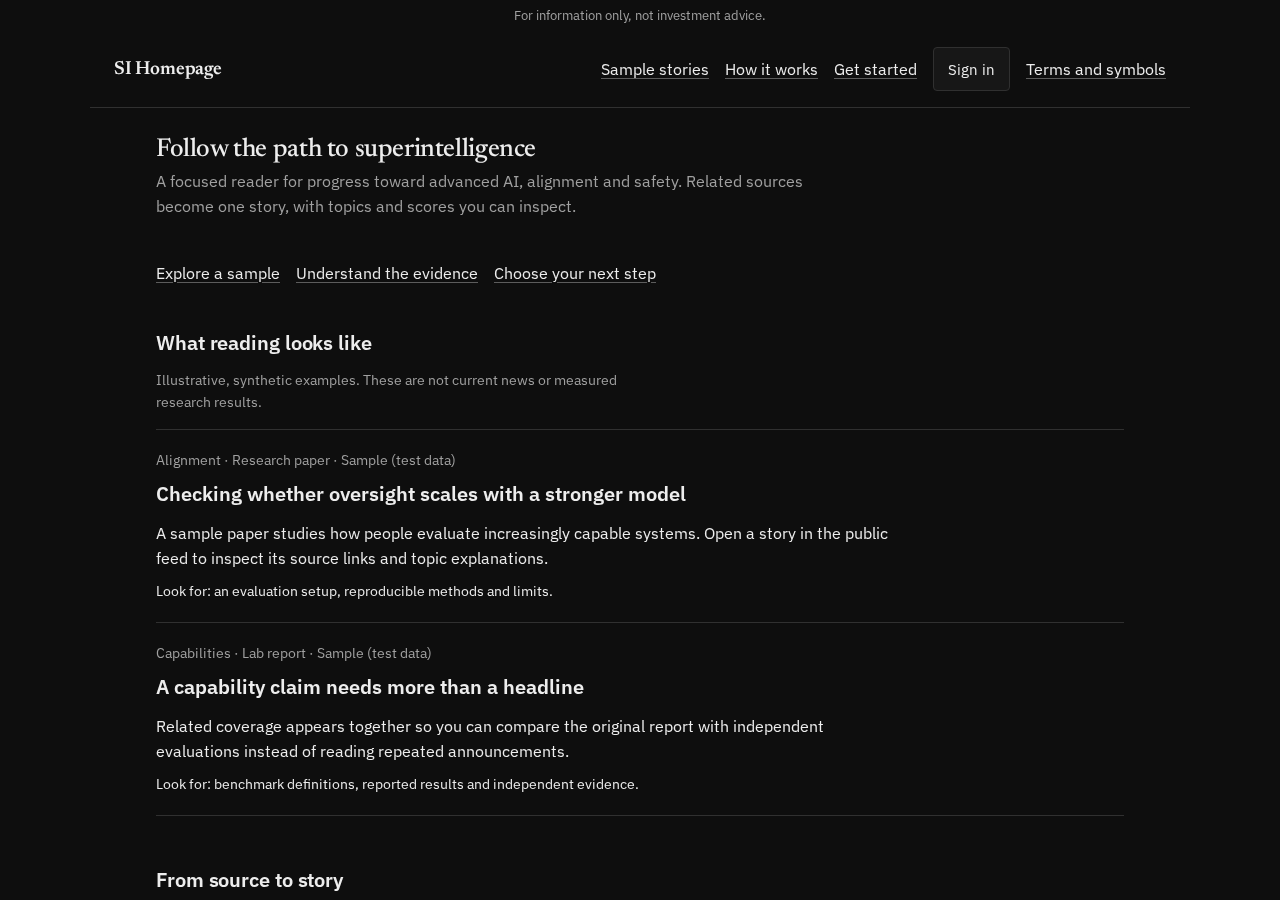 For information only, not investment advice.
SI Homepage
Sample stories
How it works
Get started
Sign in
Terms and symbols
Follow the path to superintelligence
A focused reader for progress toward advanced AI, alignment and safety. Related sources
become one story, with topics and scores you can inspect.
Explore a sample
Understand the evidence
Choose your next step
What reading looks like
Illustrative, synthetic examples. These are not current news or measured
research results.
Alignment · Research paper · Sample (test data)
Checking whether oversight scales with a stronger model
A sample paper studies how people evaluate increasingly capable systems. Open a story in the public
feed to inspect its source links and topic explanations.
Look for: an evaluation setup, reproducible methods and limits.
Capabilities · Lab report · Sample (test data)
A capability claim needs more than a headline
Related coverage appears together so you can compare the original report with independent
evaluations instead of reading repeated announcements.
Look for: benchmark definitions, reported results and independent evidence.
From source to story